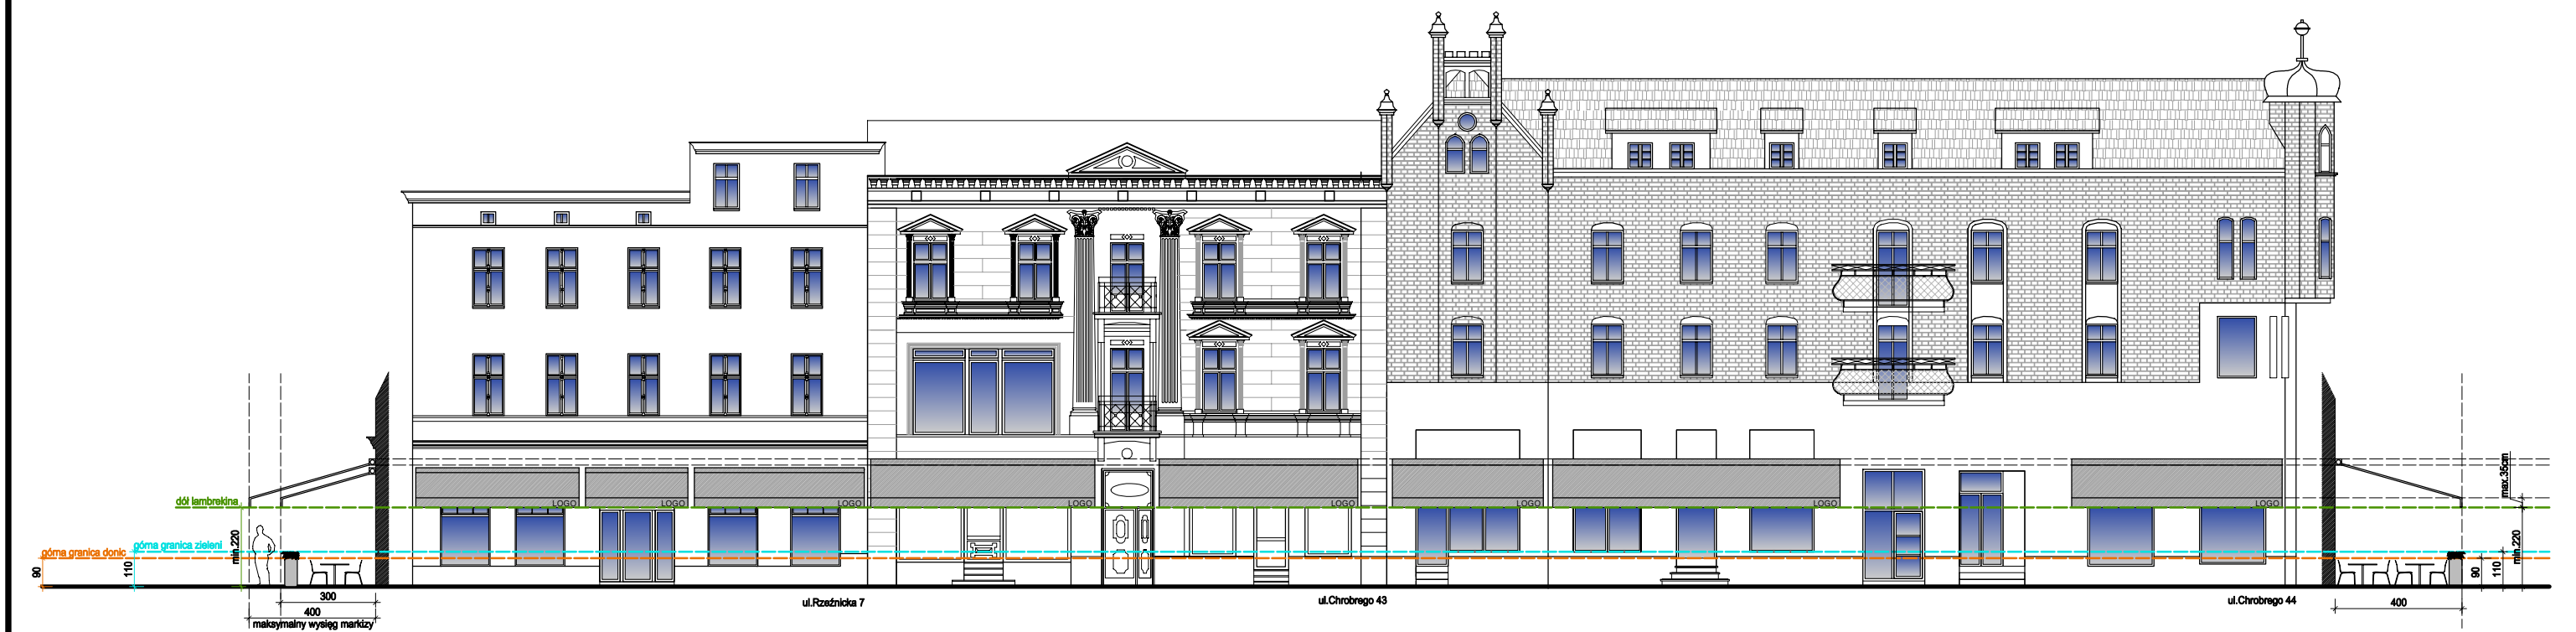 dół lambrekina
LOGO
LOGO
LOGO
LOGO
LOGO
LOGO
LOGO
LOGO
max.35cm
górna granica zieleni
górna granica donic
90
110
min.220
90
110
min.220
300
400
maksymalny wysięg markizy
ul.Rzeźnicka 7
ul.Chrobrego 43
ul.Chrobrego 44
400